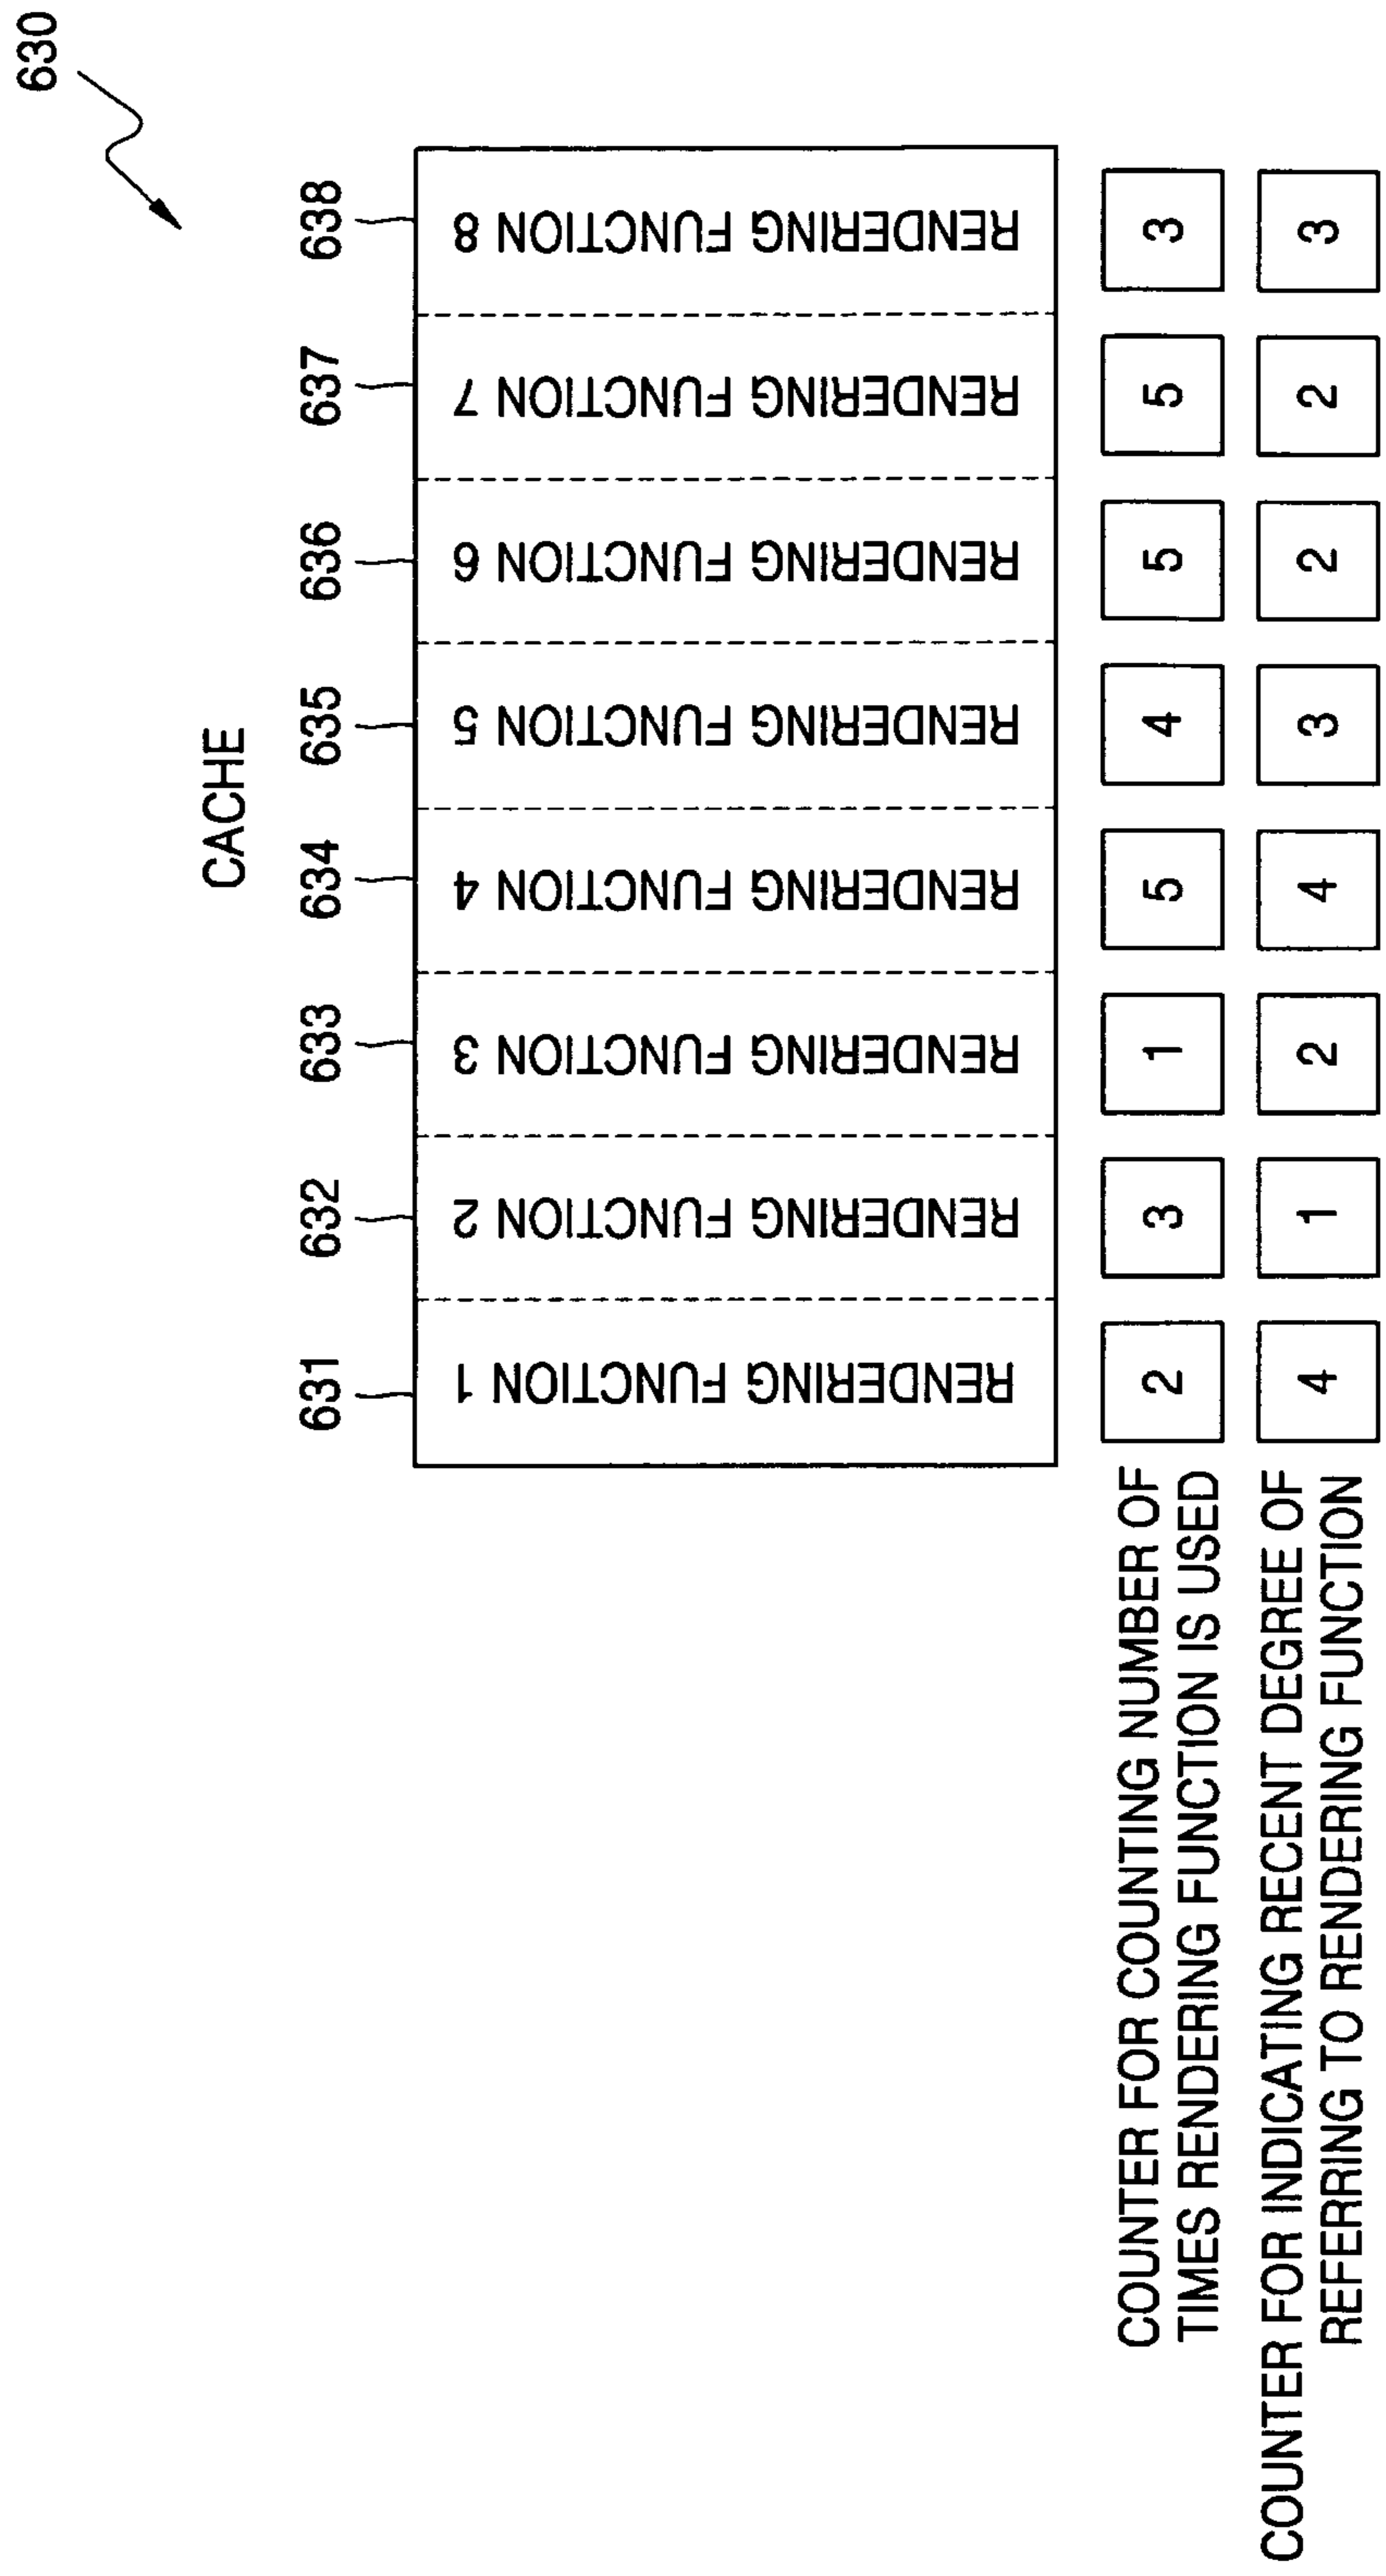 630
CACHE
631 632 633 634 635 636 637 638
RENDERING FUNCTION 1
RENDERING FUNCTION 2
RENDERING FUNCTION 3
RENDERING FUNCTION 4
RENDERING FUNCTION 5
RENDERING FUNCTION 6
RENDERING FUNCTION 7
RENDERING FUNCTION 8
COUNTER FOR COUNTING NUMBER OF
TIMES RENDERING FUNCTION IS USED
2 3 1 5 4 5 5 3
COUNTER FOR INDICATING RECENT DEGREE OF
REFERRING TO RENDERING FUNCTION
4 1 2 4 3 2 2 3